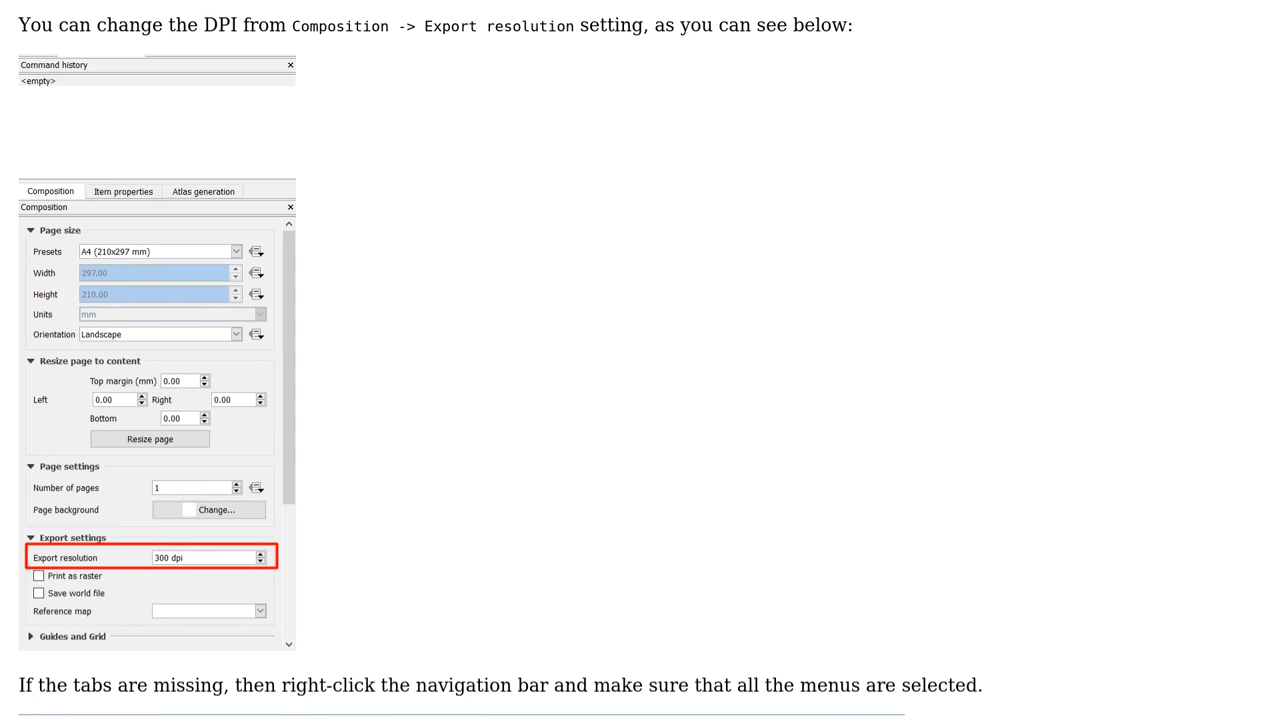 You can change the DPI from Composition -> Export resolution setting, as you can see below:
Command history
<empty>
Composition Item properties Atlas generation
Composition
Page size
Presets A4 (210x297 mm)
Width 297.00
Height 210.00
Units mm
Orientation Landscape
Resize page to content
Top margin (mm) 0.00
Left 0.00 Right 0.00
Bottom 0.00
Resize page
Page settings
Number of pages 1
Page background Change...
Export settings
Export resolution 300 dpi
Print as raster
Save world file
Reference map
Guides and Grid
If the tabs are missing, then right-click the navigation bar and make sure that all the menus are selected.